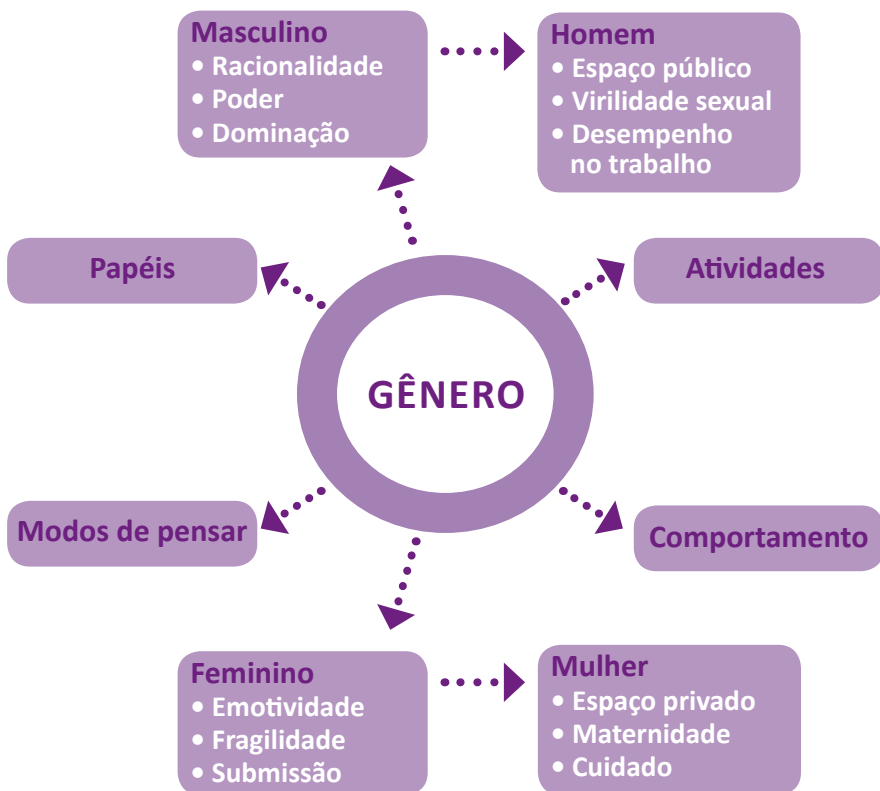 Masculino
• Racionalidade
• Poder
• Dominação
Homem
• Espaço público
• Virilidade sexual
• Desempenho
no trabalho
Papéis
Atividades
GÊNERO
Modos de pensar
Comportamento
Feminino
• Emotividade
• Fragilidade
• Submissão
Mulher
• Espaço privado
• Maternidade
• Cuidado